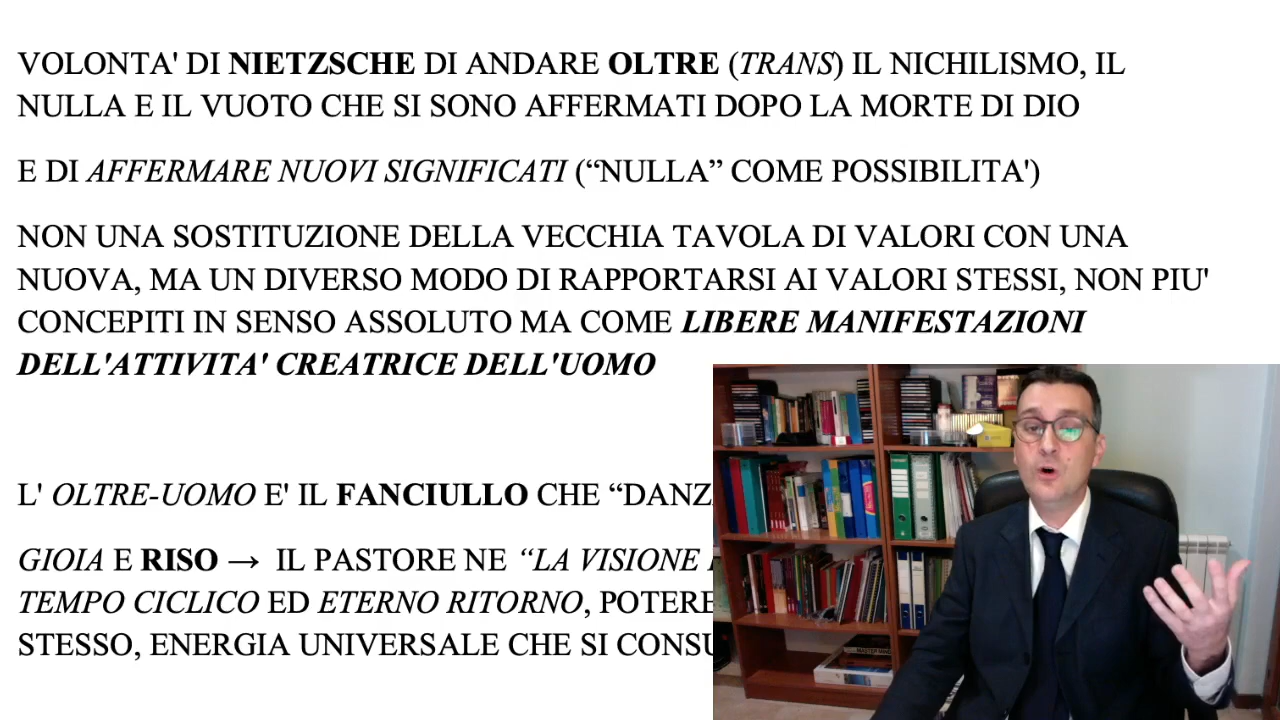 VOLONTA' DI NIETZSCHE DI ANDARE OLTRE (TRANS) IL NICHILISMO, IL
NULLA E IL VUOTO CHE SI SONO AFFERMATI DOPO LA MORTE DI DIO
E DI AFFERMARE NUOVI SIGNIFICATI (“NULLA” COME POSSIBILITA')
NON UNA SOSTITUZIONE DELLA VECCHIA TAVOLA DI VALORI CON UNA
NUOVA, MA UN DIVERSO MODO DI RAPPORTARSI AI VALORI STESSI, NON PIU'
CONCEPITI IN SENSO ASSOLUTO MA COME LIBERE MANIFESTAZIONI
DELL'ATTIVITA' CREATRICE DELL'UOMO
L' OLTRE-UOMO E' IL FANCIULLO CHE “DANZ
GIOIA E RISO → IL PASTORE NE “LA VISIONE
TEMPO CICLICO ED ETERNO RITORNO, POTERE
STESSO, ENERGIA UNIVERSALE CHE SI CONSU